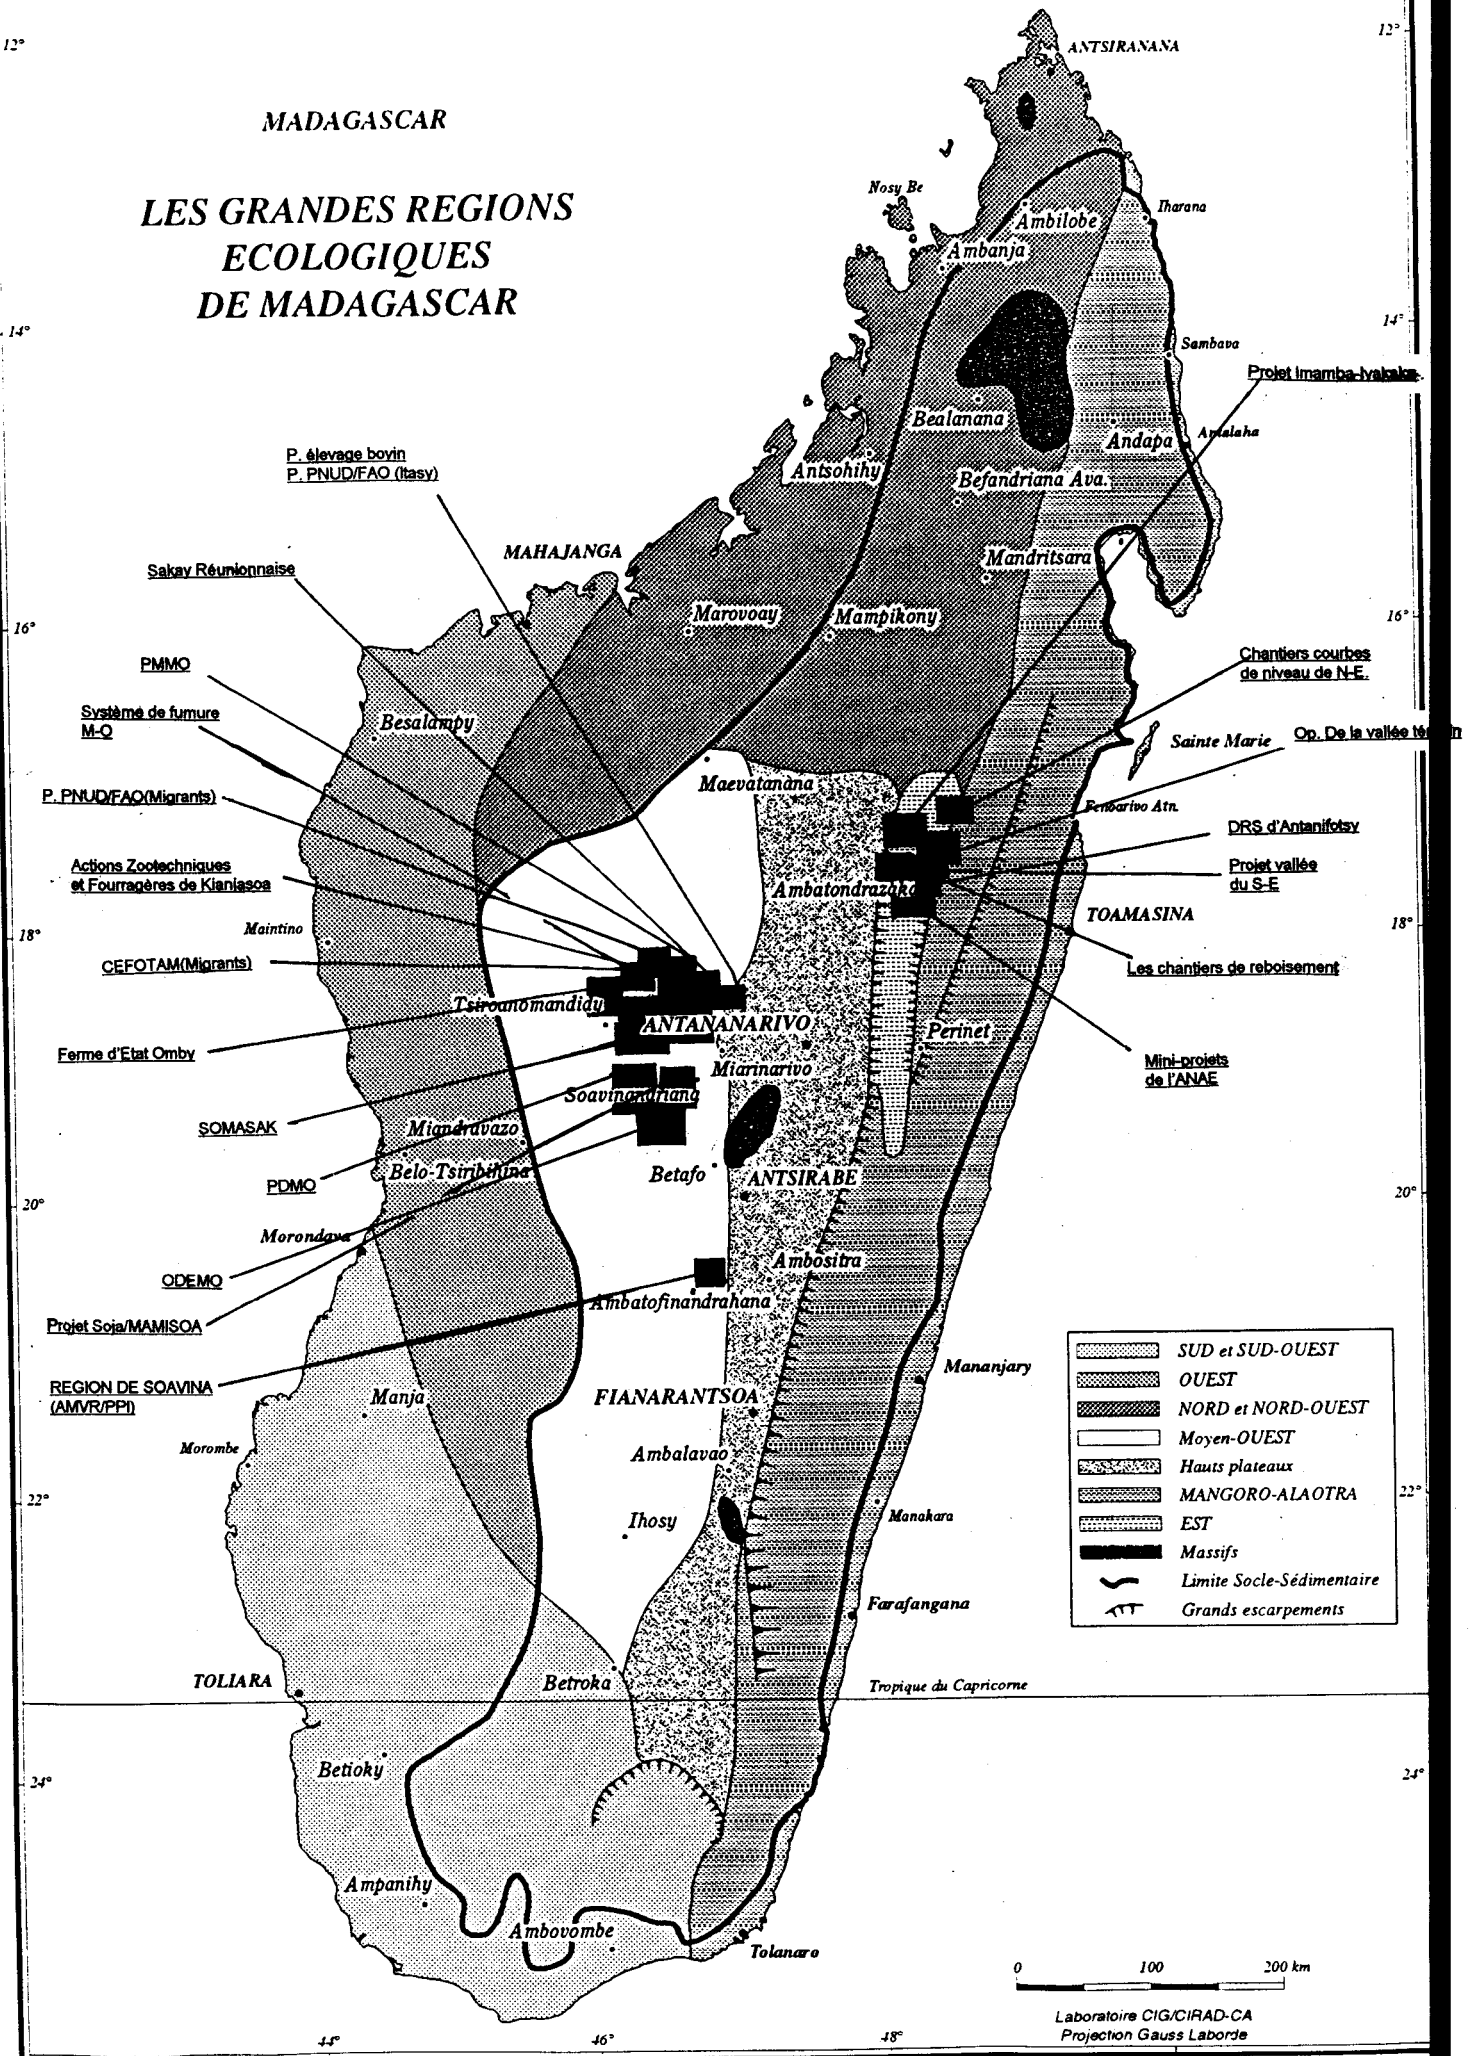 MADAGASCAR
LES GRANDES REGIONS
ECOLOGIQUES
DE MADAGASCAR
12°
12°
14°
14°
16°
16°
18°
18°
20°
20°
22°
22°
24°
24°
44°
46°
48°
ANTSIRANANA
Nosy Be
Iharana
Ambilobe
Ambanja
Sambava
Projet Imamba-Ivakaka
Bealanana
Andapa
Antalaha
P. élevage bovin
P. PNUD/FAO (Itasy)
Antsohihy
Befandriana Ava.
MAHAJANGA
Mandritsara
Sakay Réunionnaise
Marovoay
Mampikony
PMMO
Chantiers courbes
de niveau de N-E.
Système de fumure
M-O
Besalampy
Sainte Marie
Op. De la vallée
Maevatanana
P. PNUD/FAO(Migrants)
Fenoarivo Atn.
DRS d'Antanifotsy
Actions Zootechniques
et Fourragères de Kianjasoa
Ambatondrazaka
Projet vallée
du S-E
TOAMASINA
Maintino
CEFOTAM(Migrants)
Les chantiers de reboisement
Tsiroanomandidy
ANTANANARIVO
Perinet
Ferme d'Etat Omby
Miarinarivo
Mini-projets
de l'ANAE
Soavinandriana
SOMASAK
Miandravazo
Belo-Tsiribihina
Betafo
ANTSIRABE
PDMO
Morondava
Ambositra
ODEMO
Ambatofinandrahana
Projet Soja/MAMISOA
REGION DE SOAVINA
(AMVR/PPI)
Mananjary
Manja
FIANARANTSOA
Morombe
Ambalavao
Manakara
Ihosy
Farafangana
TOLIARA
Betroka
Tropique du Capricorne
Betioky
Ampanihy
Ambovombe
Tolanaro
SUD et SUD-OUEST
OUEST
NORD et NORD-OUEST
Moyen-OUEST
Hauts plateaux
MANGORO-ALAOTRA
EST
Massifs
Limite Socle-Sédimentaire
Grands escarpements
0 100 200 km
Laboratoire CIG/CIRAD-CA
Projection Gauss Laborde